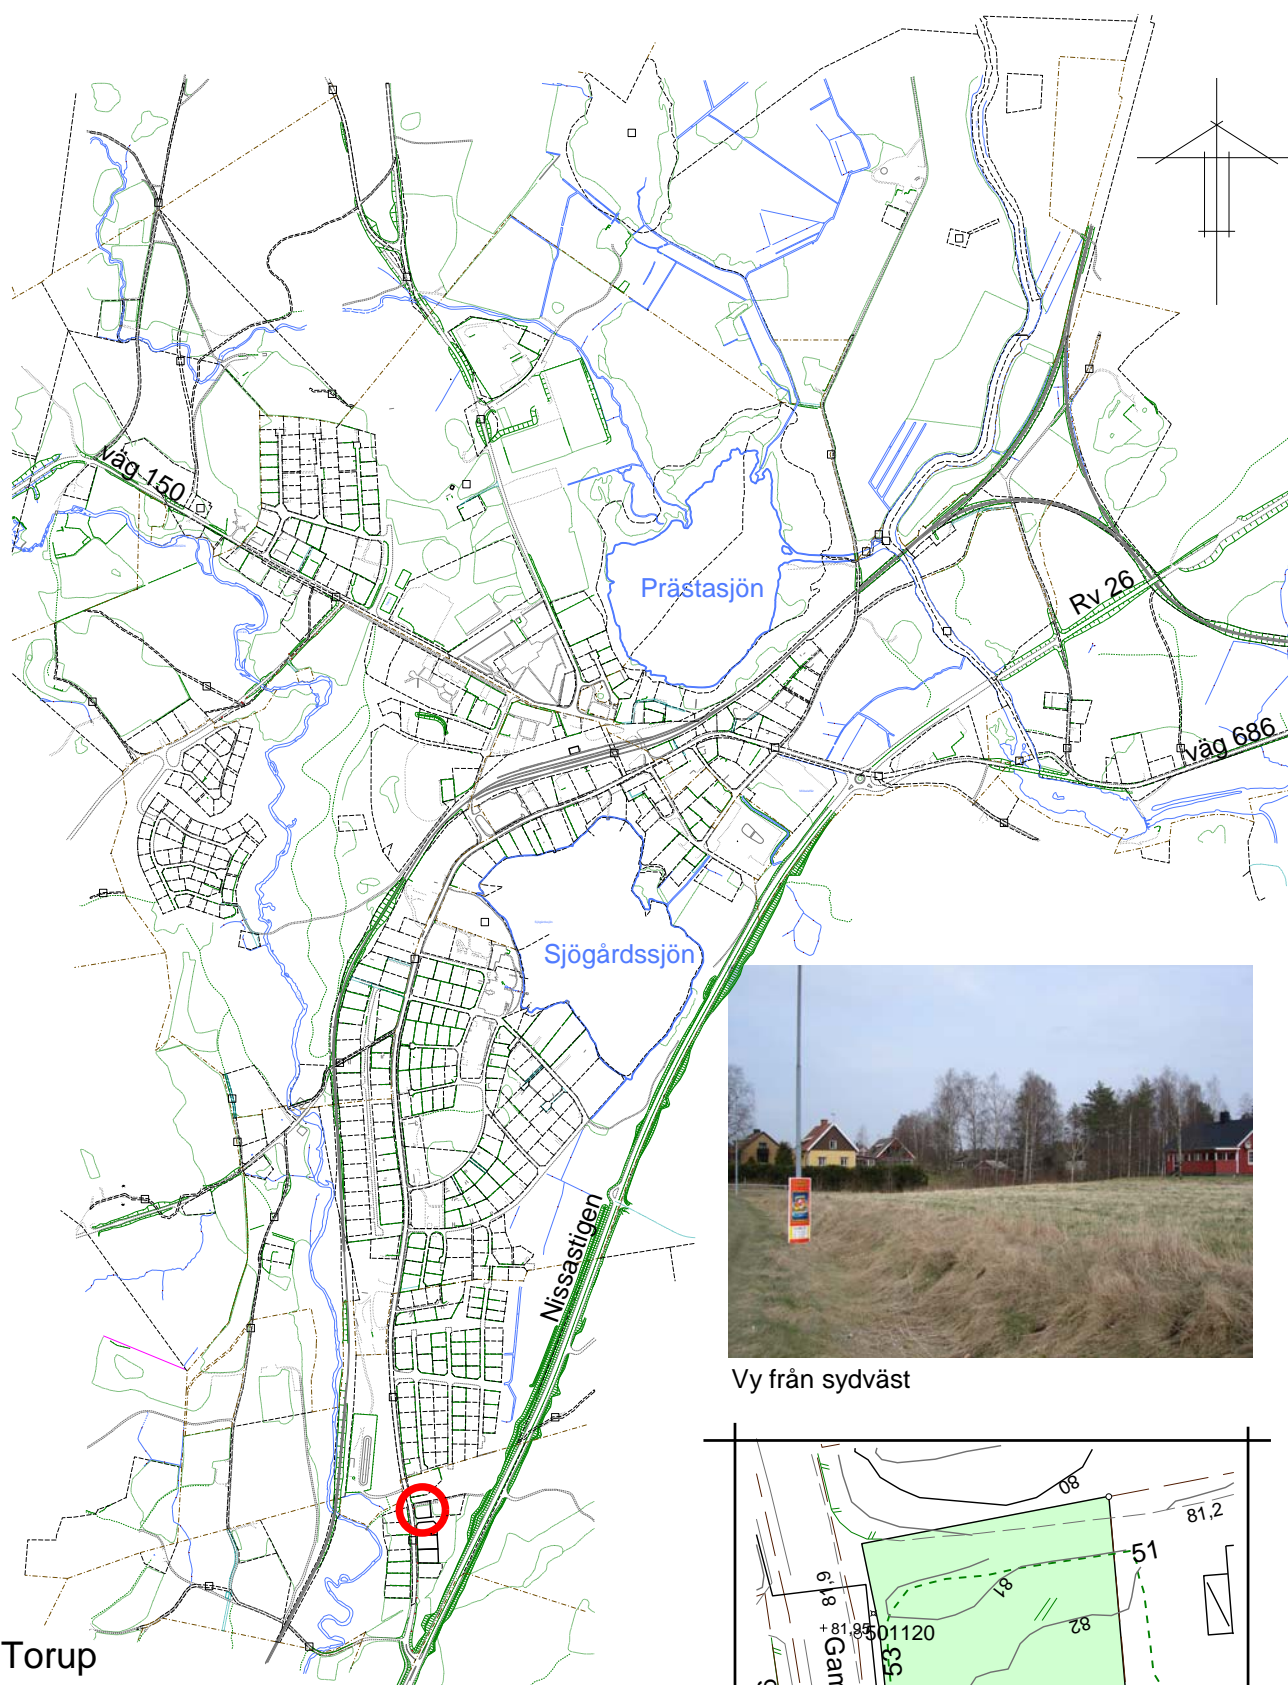 väg 150
Prästasjön
Rv 26
väg 686
Sjögårdssjön
Nissastigen
Vy från sydväst
80
81,2
51
81
81,9
82
+ 81,95
501120
53
Gam
Torup